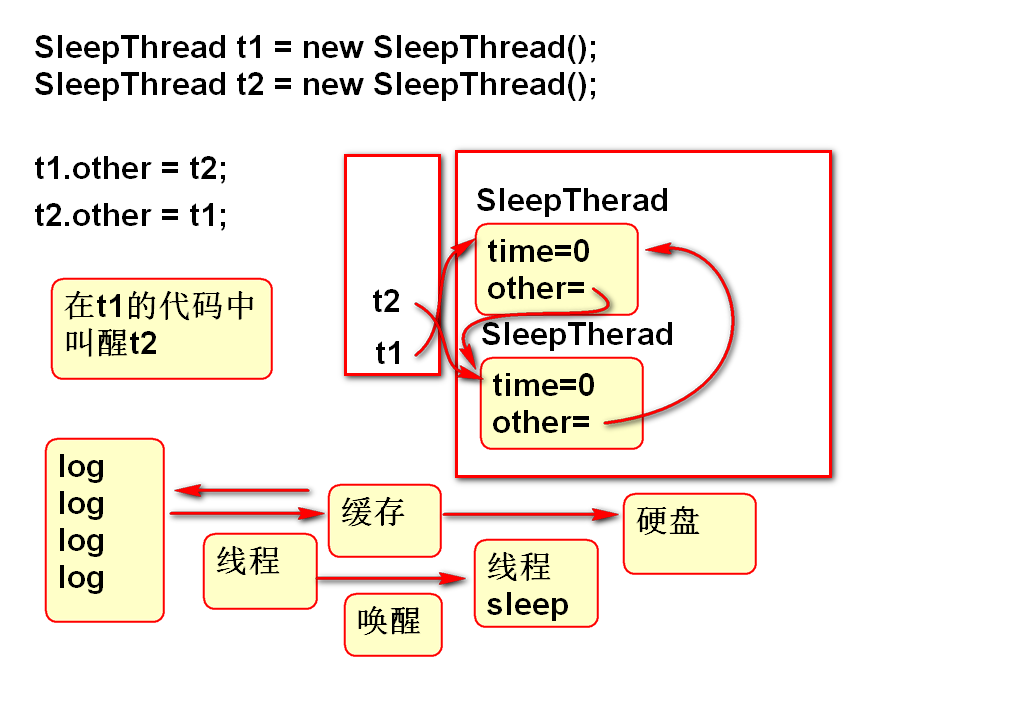 SleepThread t1 = new SleepThread();
SleepThread t2 = new SleepThread();
t1.other = t2;
t2.other = t1;
在t1的代码中
叫醒t2
t2
t1
SleepTherad
time=0
other=
SleepTherad
time=0
other=
log
log
log
log
缓存
硬盘
线程
线程
sleep
唤醒